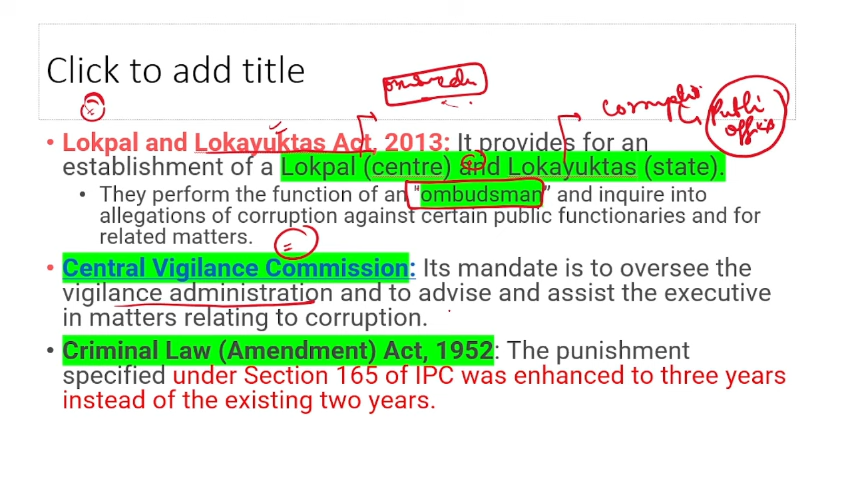 Click to add title
ombuds
corruption
public
office
• Lokpal and Lokayuktas Act, 2013: It provides for an
establishment of a Lokpal (centre) and Lokayuktas (state).
• They perform the function of an "ombudsman” and inquire into
allegations of corruption against certain public functionaries and for
related matters.
• Central Vigilance Commission: Its mandate is to oversee the
vigilance administration and to advise and assist the executive
in matters relating to corruption.
• Criminal Law (Amendment) Act, 1952: The punishment
specified under Section 165 of IPC was enhanced to three years
instead of the existing two years.